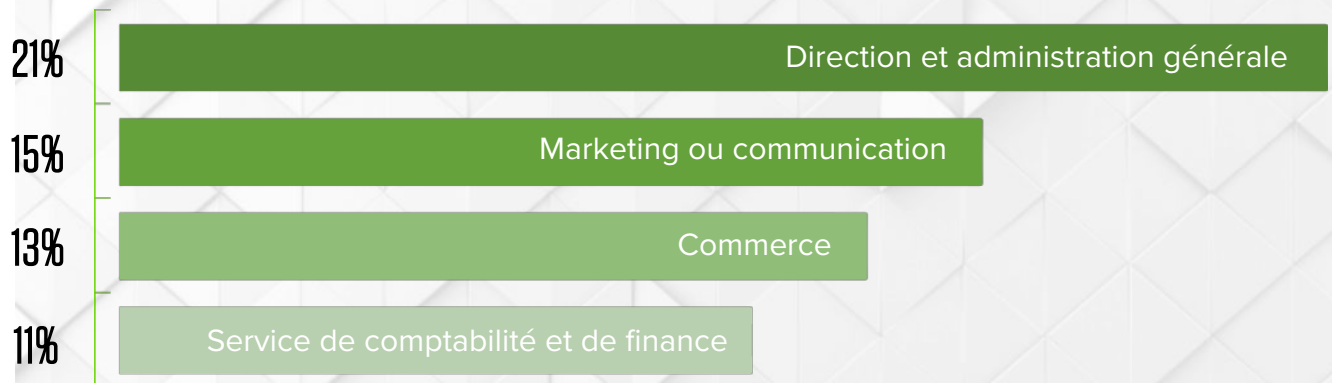 21% Direction et administration générale
15% Marketing ou communication
13% Commerce
11% Service de comptabilité et de finance